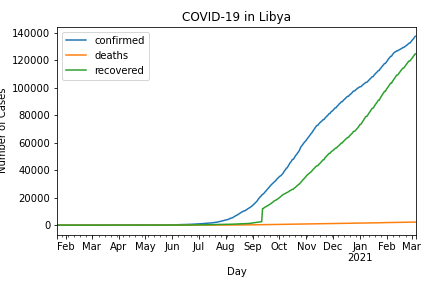 COVID-19 in Libya
confirmed
deaths
recovered
140000
120000
100000
80000
60000
40000
20000
0
Number of Cases
Feb Mar Apr May Jun Jul Aug Sep Oct Nov Dec Jan Feb Mar
2021
Day